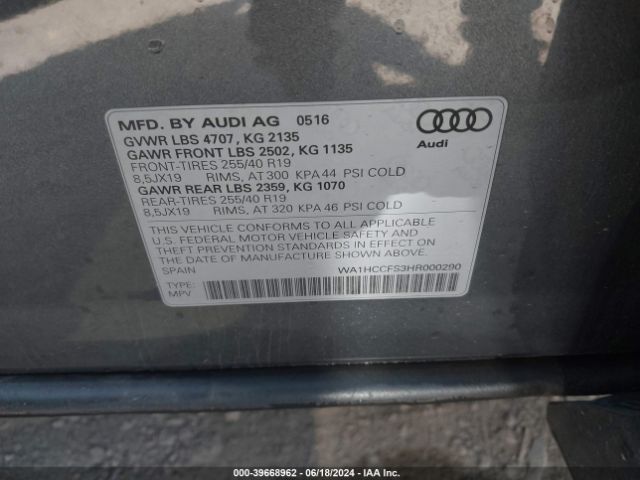 MFD. BY AUDI AG 0516
GVWR LBS 4707, KG 2135
GAWR FRONT LBS 2502, KG 1135
FRONT-TIRES 255/40 R19
8,5JX19 RIMS, AT 300 KPA 44 PSI COLD
GAWR REAR LBS 2359, KG 1070
REAR-TIRES 255/40 R19
8,5JX19 RIMS, AT 320 KPA 46 PSI COLD
Audi
THIS VEHICLE CONFORMS TO ALL APPLICABLE
U.S. FEDERAL MOTOR VEHICLE SAFETY AND
THEFT PREVENTION STANDARDS IN EFFECT ON
THE DATE OF MANUFACTURE SHOWN ABOVE.
SPAIN WA1HCCFS3HR000290
TYPE:
MPV
000-39668962 - 06/18/2024 - IAA Inc.